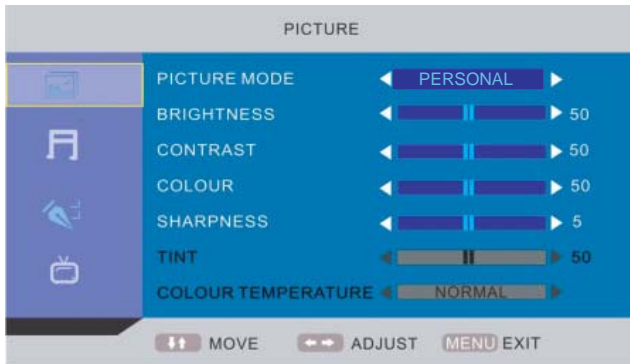 PICTURE
PICTURE MODE PERSONAL
BRIGHTNESS 50
CONTRAST 50
COLOUR 50
SHARPNESS 5
TINT 50
COLOUR TEMPERATURE NORMAL
MOVE ADJUST MENU EXIT